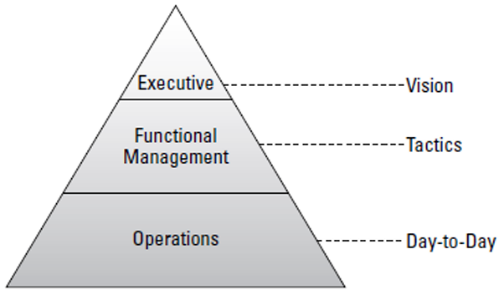 Executive
Vision
Functional
Management
Tactics
Operations
Day-to-Day